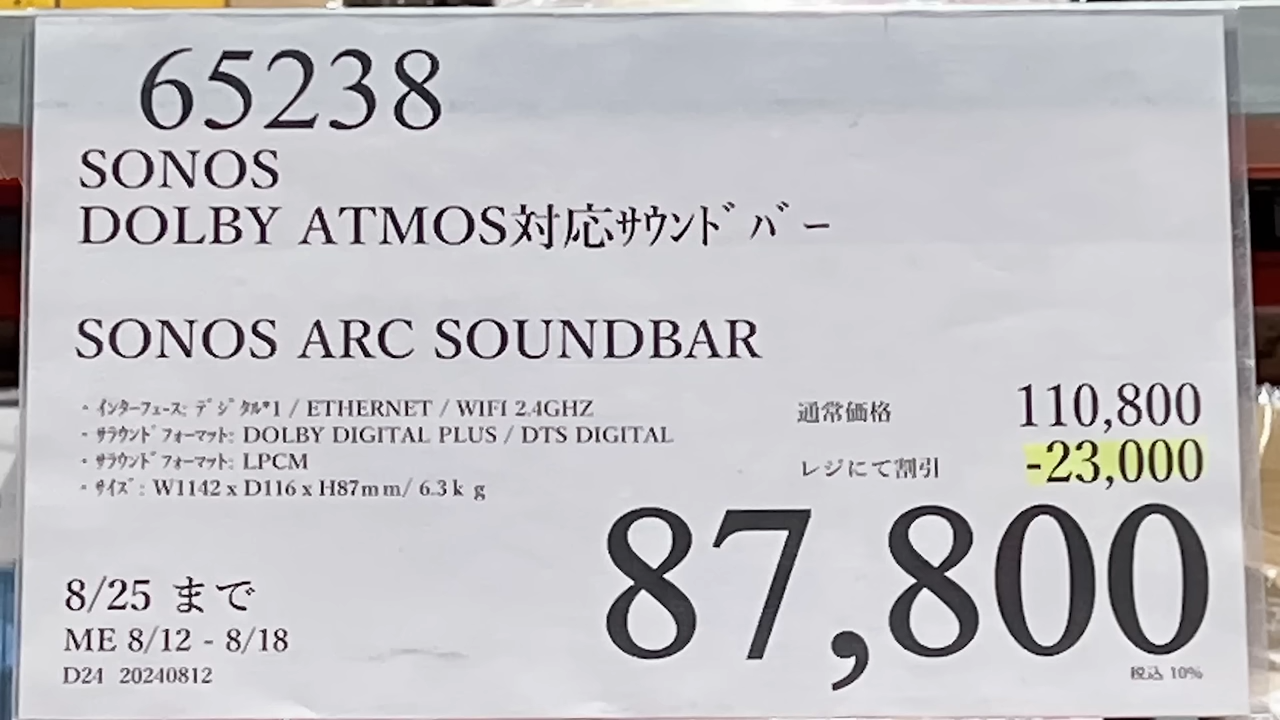 65238
SONOS
DOLBY ATMOS対応ｻｳﾝﾄﾞﾊﾞｰ
SONOS ARC SOUNDBAR
・ｲﾝﾀｰﾌｪｰｽ: ﾃﾞｼﾞﾀﾙ*1 / ETHERNET / WIFI 2.4GHZ
・ｻﾗｳﾝﾄﾞﾌｫｰﾏｯﾄ: DOLBY DIGITAL PLUS / DTS DIGITAL
・ｻﾗｳﾝﾄﾞﾌｫｰﾏｯﾄ: LPCM
・ｻｲｽﾞ: W1142 x D116 x H87mm/ 6.3ｋｇ
通常価格 110,800
レジにて割引 -23,000
87,800
税込 10%
8/25 まで
ME 8/12 - 8/18
D24 20240812